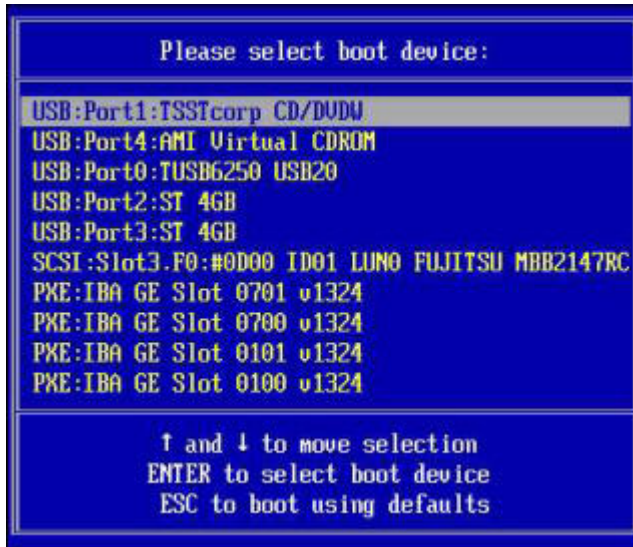 Please select boot device:
USB:Port1:TSSTcorp CD/DVDW
USB:Port4:AMI Virtual CDROM
USB:Port0:TUSB6250 USB20
USB:Port2:ST 4GB
USB:Port3:ST 4GB
SCSI:Slot3.F0:#0D00 ID01 LUN0 FUJITSU MBB2147RC
PXE:IBA GE Slot 0701 v1324
PXE:IBA GE Slot 0700 v1324
PXE:IBA GE Slot 0101 v1324
PXE:IBA GE Slot 0100 v1324
↑ and ↓ to move selection
ENTER to select boot device
ESC to boot using defaults